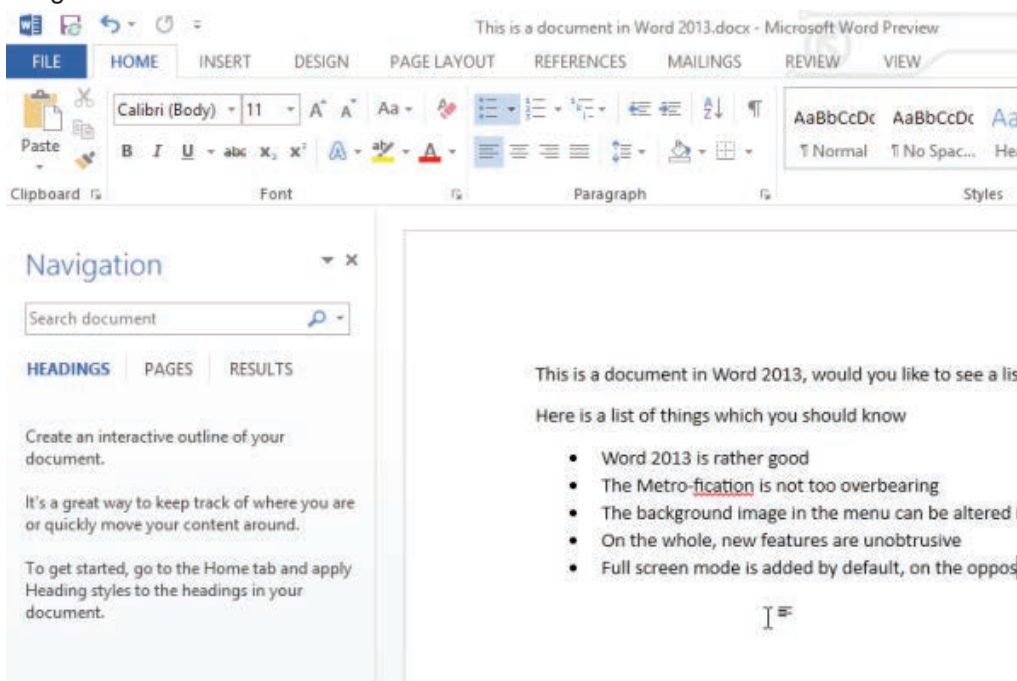 This is a document in Word 2013.docx - Microsoft Word Preview
FILE HOME INSERT DESIGN PAGE LAYOUT REFERENCES MAILINGS REVIEW VIEW
Calibri (Body) 11 A A Aa
AaBbCcDc AaBbCcDc Aa
Paste
B I U abc X₂ X² A aby A
¶ Normal ¶ No Spac... Hea
Clipboard Font Paragraph Styles
Navigation
Search document
HEADINGS PAGES RESULTS
Create an interactive outline of your
document.
It's a great way to keep track of where you are
or quickly move your content around.
To get started, go to the Home tab and apply
Heading styles to the headings in your
document.
This is a document in Word 2013, would you like to see a lis
Here is a list of things which you should know
• Word 2013 is rather good
• The Metro-fication is not too overbearing
• The background image in the menu can be altered
• On the whole, new features are unobtrusive
• Full screen mode is added by default, on the oppos